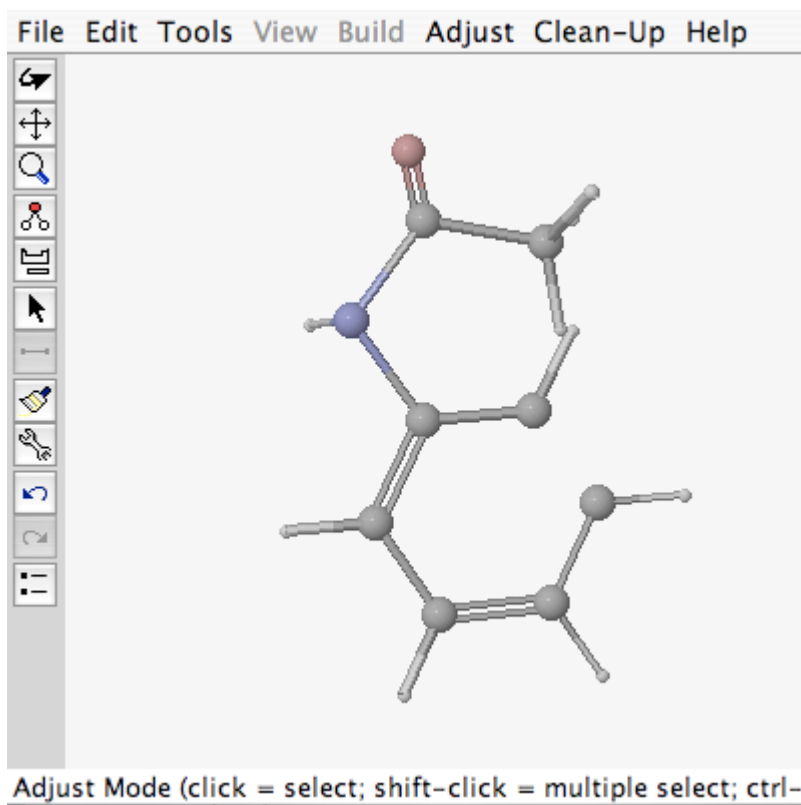 File Edit Tools View Build Adjust Clean-Up Help
Adjust Mode (click = select; shift-click = multiple select; ctrl-